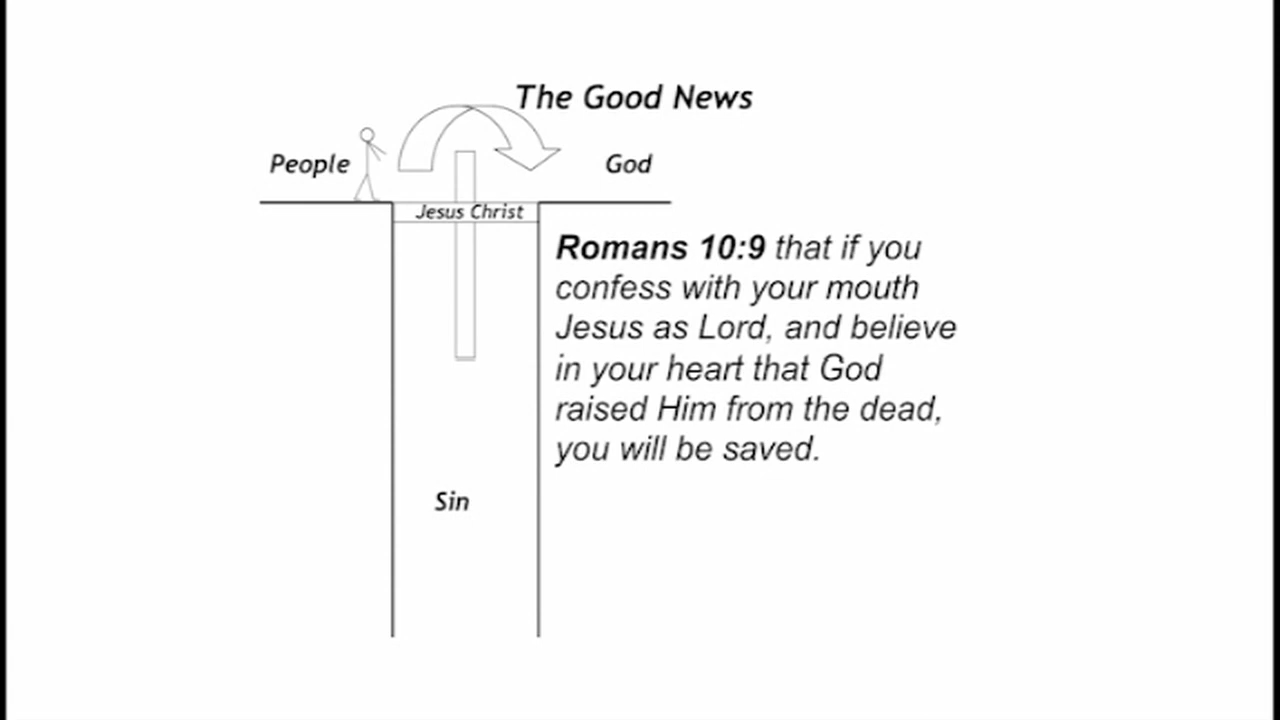 The Good News
People
God
Jesus Christ
Romans 10:9 that if you
confess with your mouth
Jesus as Lord, and believe
in your heart that God
raised Him from the dead,
you will be saved.
Sin